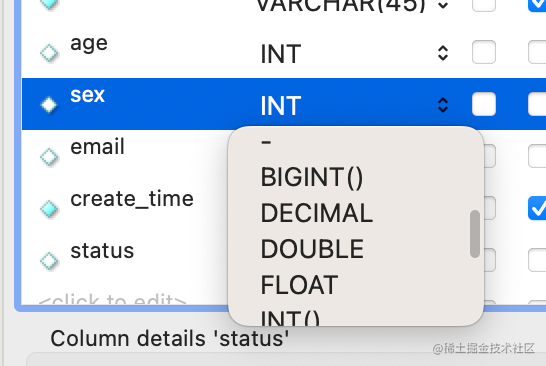 VARCHAR(45)
age INT
sex INT
email
-
BIGINT()
create_time
DECIMAL
status
DOUBLE
FLOAT
<click to edit>
INT()
Column details 'status'
@稀土掘金技术社区